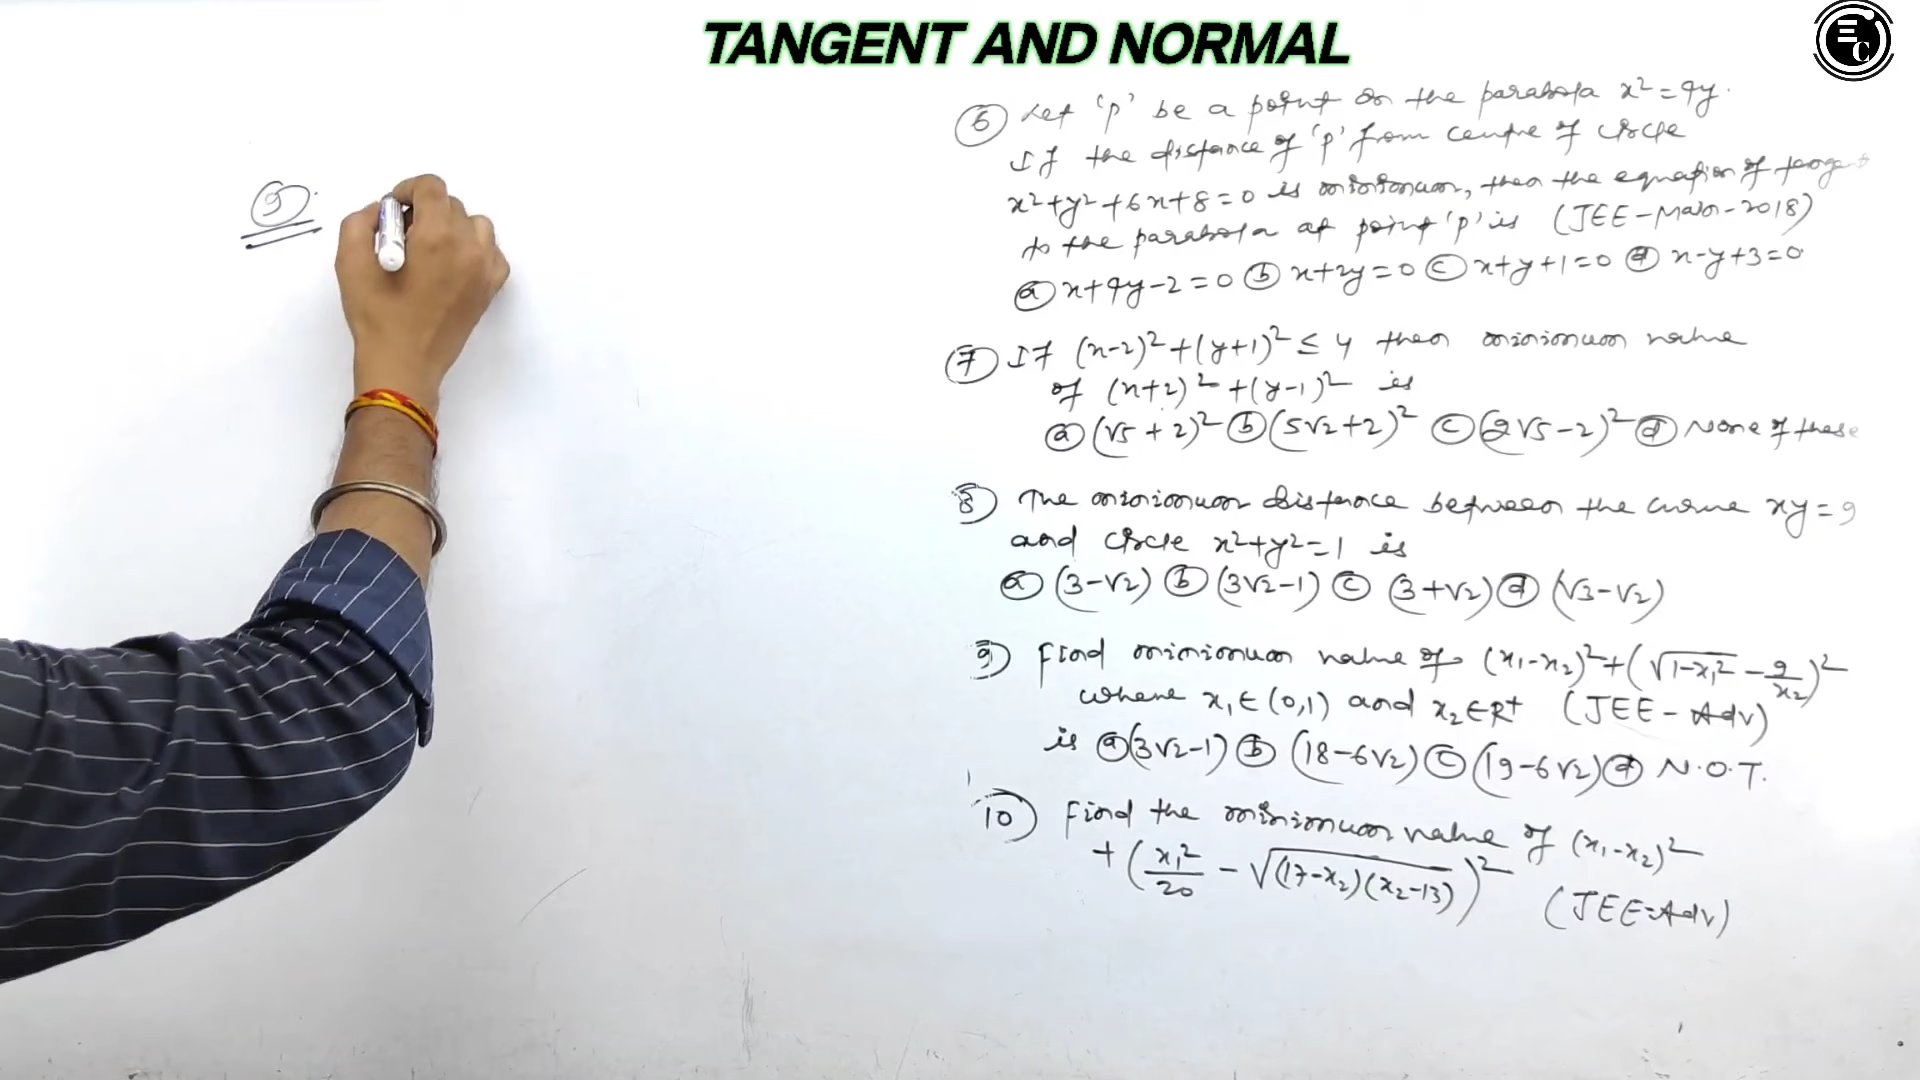 TANGENT AND NORMAL
EC
⑨.
⑥ Let 'p' be a point on the parabola x² = 4y.
If the distance of 'p' from centre of circle
x²+y²+6x+8=0 is minimum, then the equation of tangent
to the parabola at point 'p' is (JEE-Main-2018)
ⓐ x+4y-2=0 ⓑ x+2y=0 ⓒ x+y+1=0 ⓓ x-y+3=0
⑦ If (x-2)²+(y+1)² ≤ 4 then minimum value
of (x+2)²+(y-1)² is
ⓐ (√5+2)² ⓑ (5√2+2)² ⓒ (2√5-2)² ⓓ None of these
8) The minimum distance between the curve xy=9
and circle x²+y²=1 is
ⓐ (3-√2) ⓑ (3√2-1) ⓒ (3+√2) ⓓ (√3-√2)
9) Find minimum value of (x₁-x₂)²+(√1-x₁² - 9/x₂)²
where x₁∈(0,1) and x₂∈R⁺ (JEE-Adv)
is ⓐ (3√2-1) ⓑ (18-6√2) ⓒ (19-6√2) ⓓ N.O.T.
10) Find the minimum value of (x₁-x₂)²
+ (x₁²/20 - √(17-x₂)(x₂-13))² (JEE-Adv)